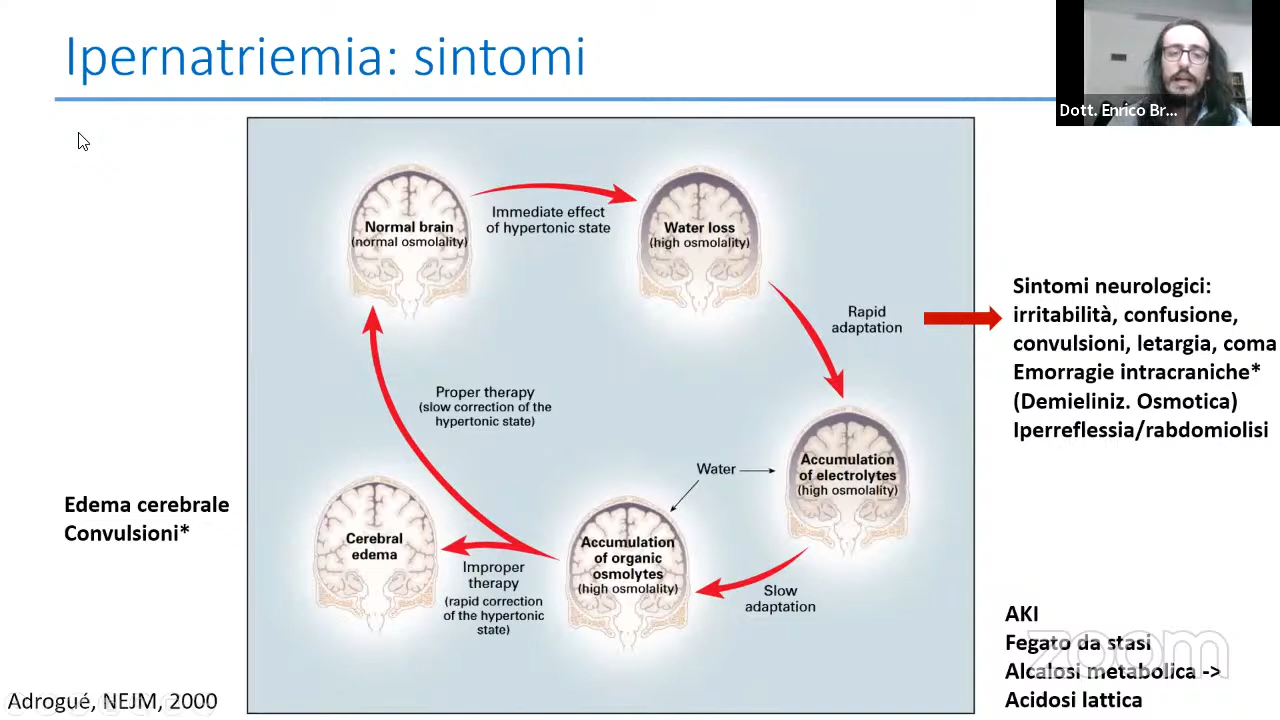 Ipernatriemia: sintomi
Dott. Enrico Br...
Normal brain
(normal osmolality)
Immediate effect
of hypertonic state
Water loss
(high osmolality)
Rapid
adaptation
Sintomi neurologici:
irritabilità, confusione,
convulsioni, letargia, coma
Emorragie intracraniche*
(Demieliniz. Osmotica)
Iperreflessia/rabdomiolisi
Proper therapy
(slow correction of the
hypertonic state)
Water
Accumulation
of electrolytes
(high osmolality)
Edema cerebrale
Convulsioni*
Cerebral
edema
Improper
therapy
(rapid correction
of the hypertonic
state)
Accumulation
of organic
osmolytes
(high osmolality)
Slow
adaptation
AKI
Fegato da stasi
Alcalosi metabolica ->
Acidosi lattica
zoom
Adrogué, NEJM, 2000